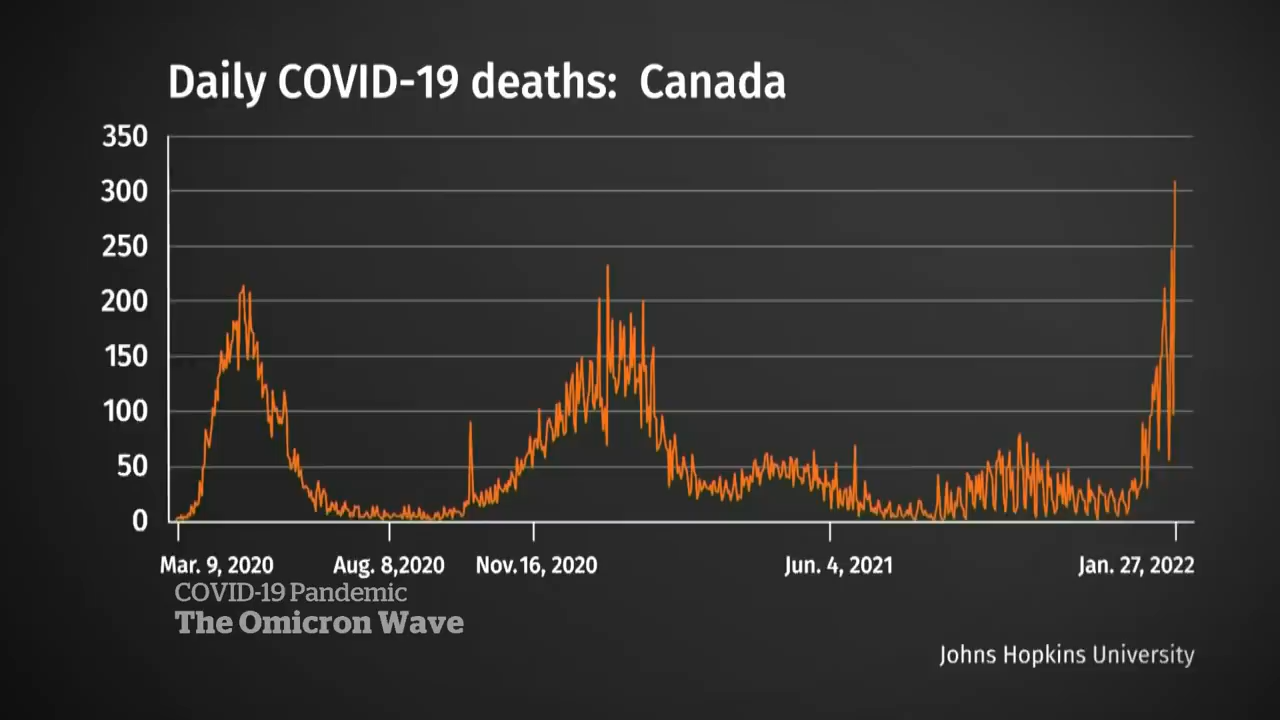 Daily COVID-19 deaths: Canada
350
300
250
200
150
100
50
0
Mar. 9, 2020 Aug. 8,2020 Nov. 16, 2020 Jun. 4, 2021 Jan. 27, 2022
COVID-19 Pandemic
The Omicron Wave
Johns Hopkins University